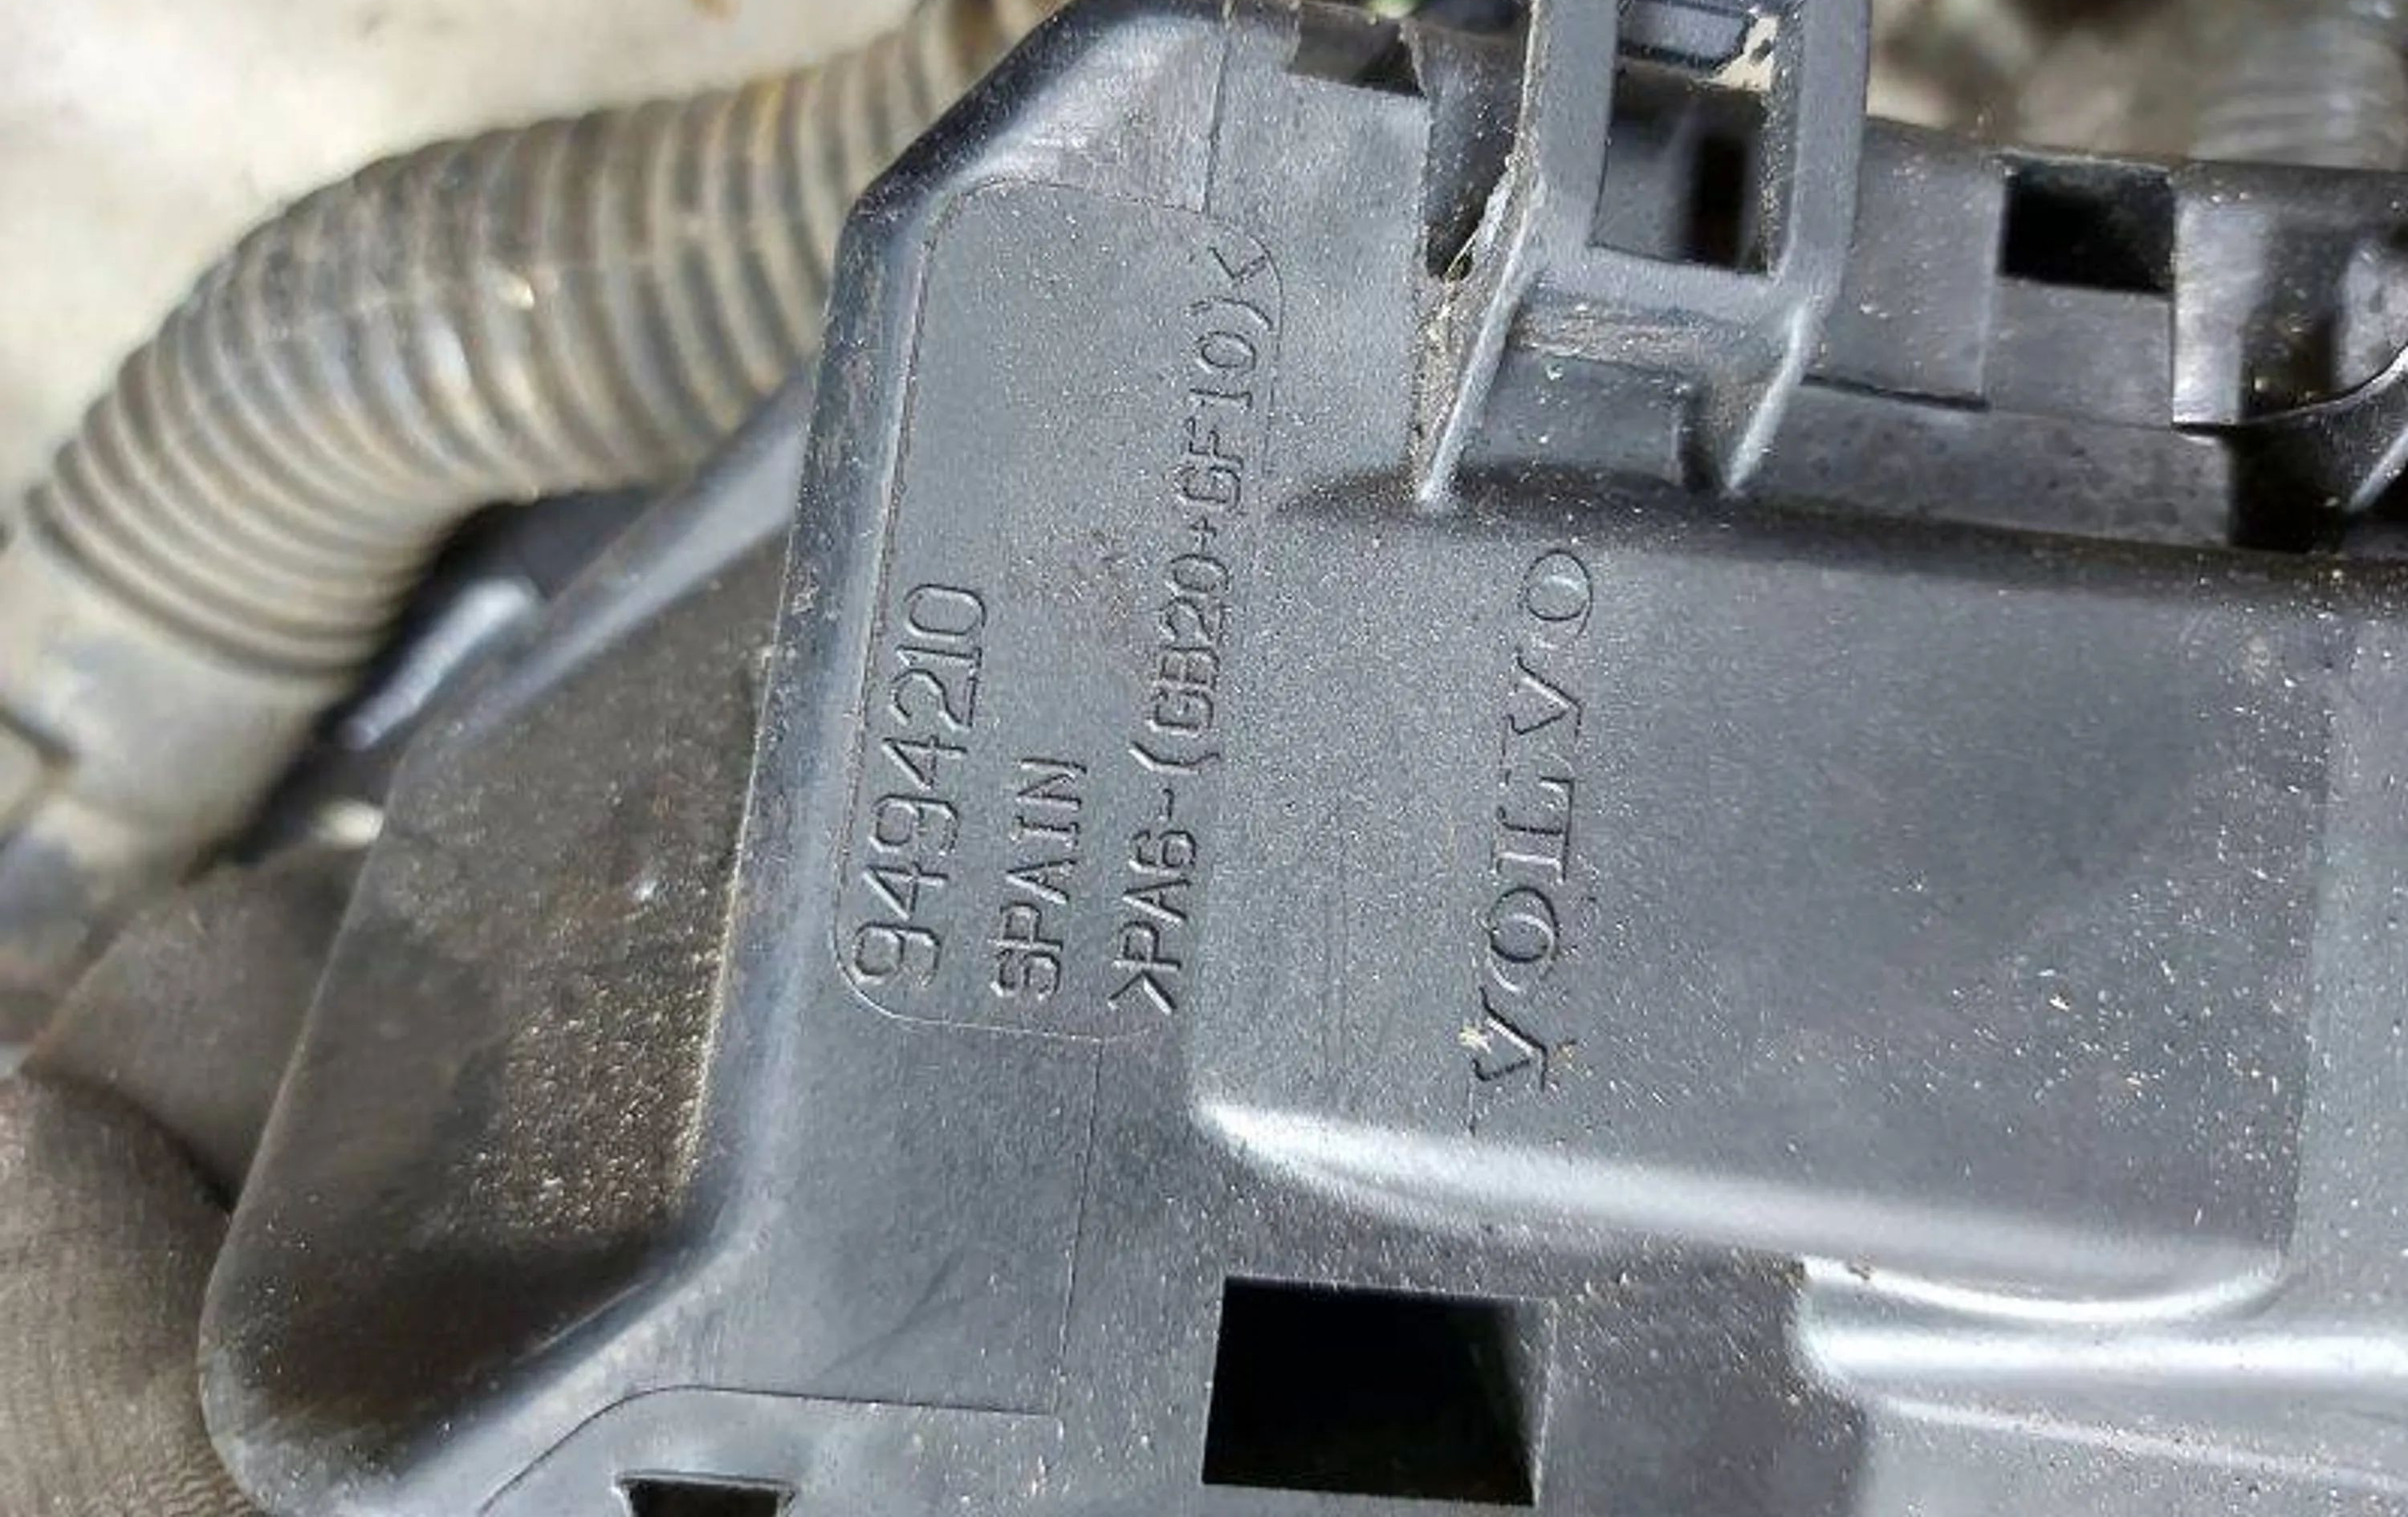 9494210
SPAIN
>PA6-(GB20+GF10)<
VOLVO